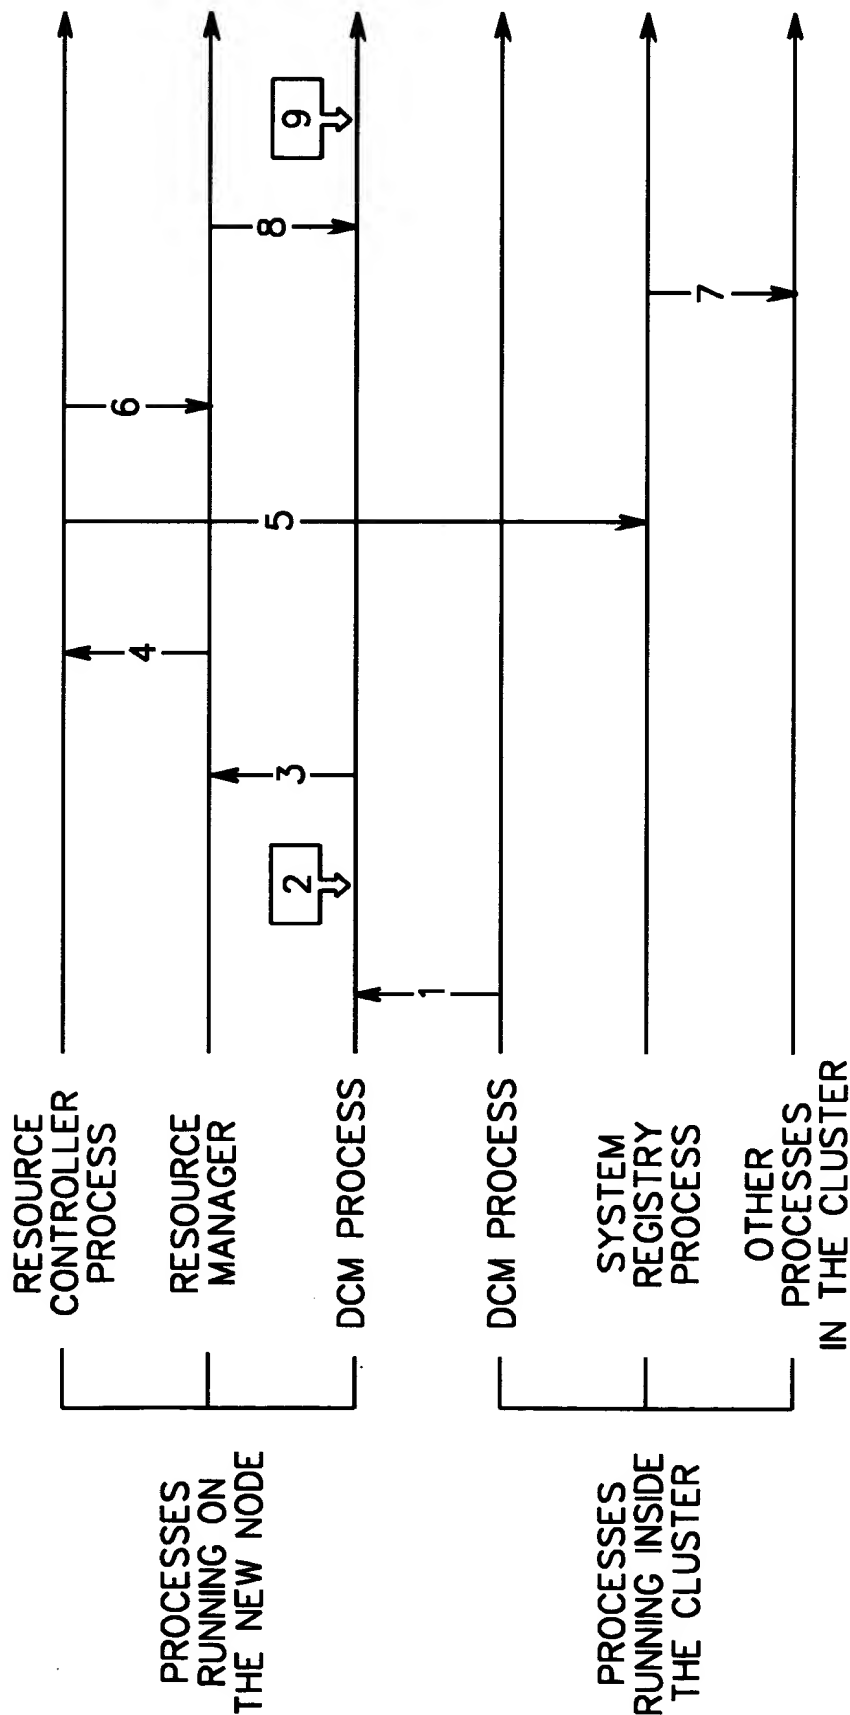 PROCESSES
RUNNING ON
THE NEW NODE
RESOURCE
CONTROLLER
PROCESS
RESOURCE
MANAGER
DCM PROCESS
PROCESSES
RUNNING INSIDE
THE CLUSTER
DCM PROCESS
SYSTEM
REGISTRY
PROCESS
OTHER
PROCESSES
IN THE CLUSTER
1
2
3
4
5
6
7
8
9